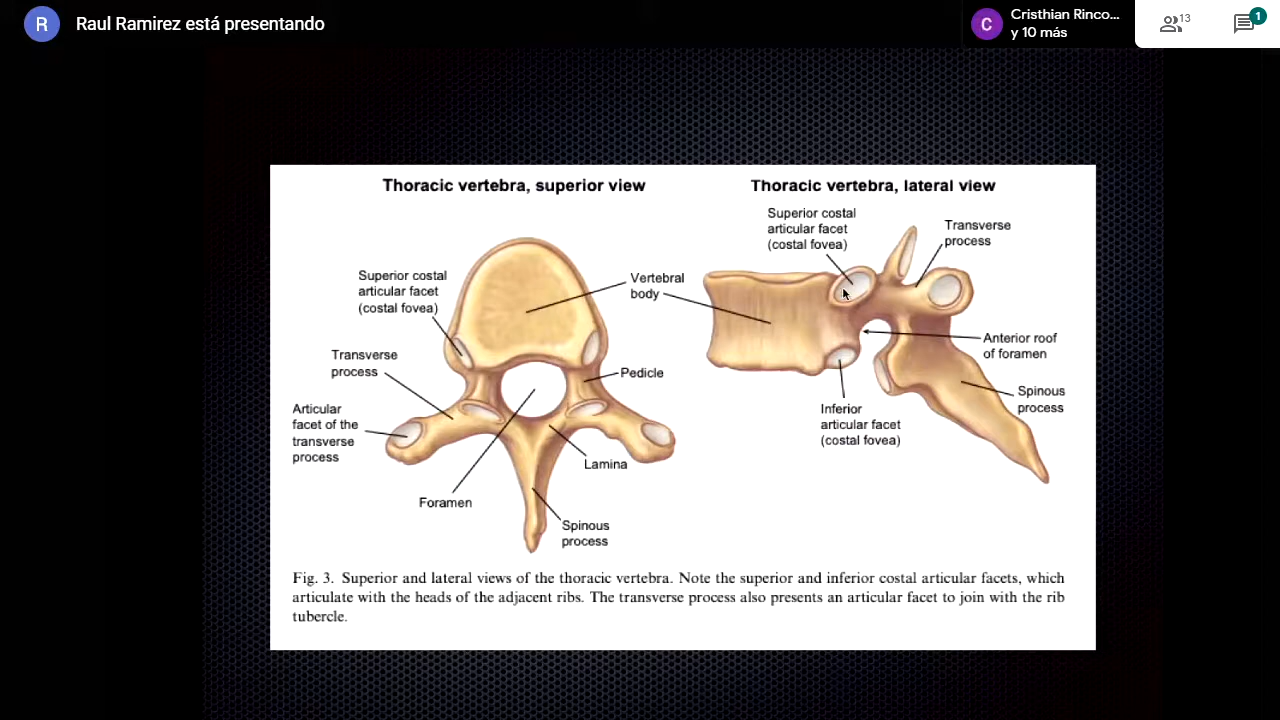 R
Raul Ramirez está presentando
C
Cristhian Rinco...
y 10 más
13
1
Thoracic vertebra, superior view
Superior costal
articular facet
(costal fovea)
Transverse
process
Articular
facet of the
transverse
process
Foramen
Vertebral
body
Pedicle
Lamina
Spinous
process
Thoracic vertebra, lateral view
Superior costal
articular facet
(costal fovea)
Transverse
process
Anterior roof
of foramen
Spinous
process
Inferior
articular facet
(costal fovea)
Fig. 3. Superior and lateral views of the thoracic vertebra. Note the superior and inferior costal articular facets, which
articulate with the heads of the adjacent ribs. The transverse process also presents an articular facet to join with the rib
tubercle.